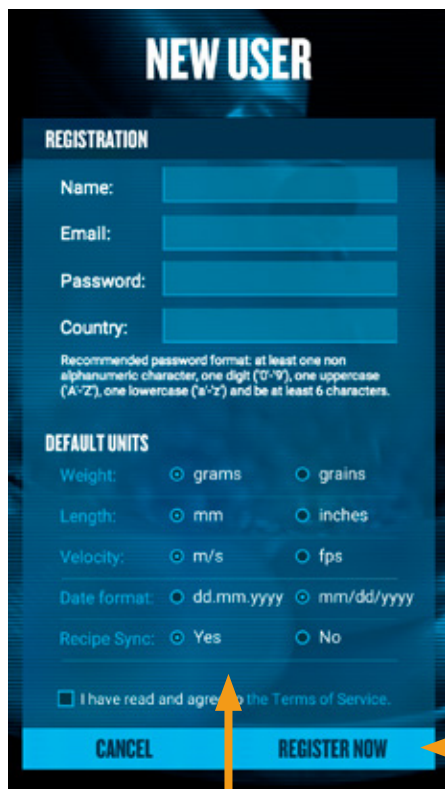 NEW USER
REGISTRATION
Name:
Email:
Password:
Country:
Recommended password format: at least one non
alphanumeric character, one digit ('0'-'9'), one uppercase
('A'-'Z'), one lowercase ('a'-'z') and be at least 6 characters.
DEFAULT UNITS
Weight: grams grains
Length: mm inches
Velocity: m/s fps
Date format: dd.mm.yyyy mm/dd/yyyy
Recipe Sync: Yes No
I have read and agree the Terms of Service.
CANCEL REGISTER NOW